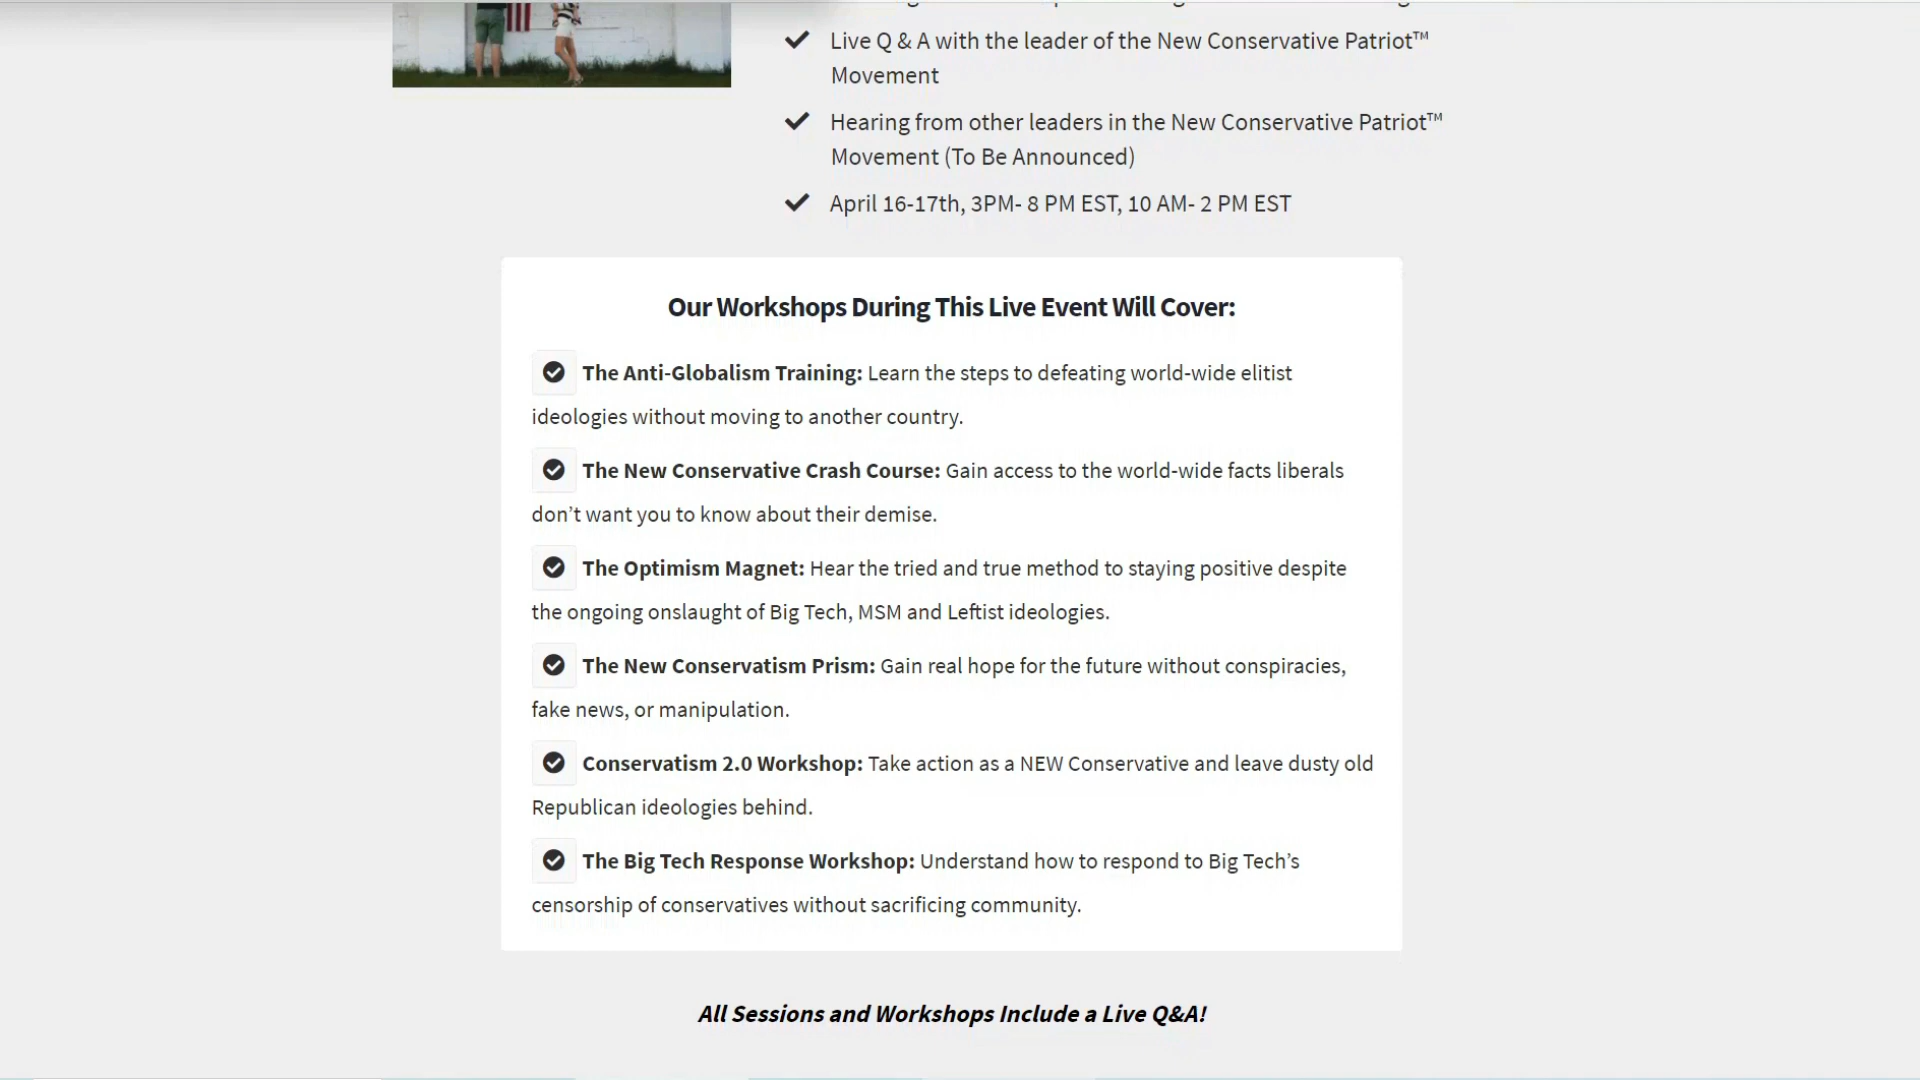 Live Q & A with the leader of the New Conservative Patriot™
Movement
Hearing from other leaders in the New Conservative Patriot™
Movement (To Be Announced)
April 16-17th, 3PM- 8 PM EST, 10 AM- 2 PM EST
Our Workshops During This Live Event Will Cover:
The Anti-Globalism Training: Learn the steps to defeating world-wide elitist
ideologies without moving to another country.
The New Conservative Crash Course: Gain access to the world-wide facts liberals
don’t want you to know about their demise.
The Optimism Magnet: Hear the tried and true method to staying positive despite
the ongoing onslaught of Big Tech, MSM and Leftist ideologies.
The New Conservatism Prism: Gain real hope for the future without conspiracies,
fake news, or manipulation.
Conservatism 2.0 Workshop: Take action as a NEW Conservative and leave dusty old
Republican ideologies behind.
The Big Tech Response Workshop: Understand how to respond to Big Tech’s
censorship of conservatives without sacrificing community.
All Sessions and Workshops Include a Live Q&A!